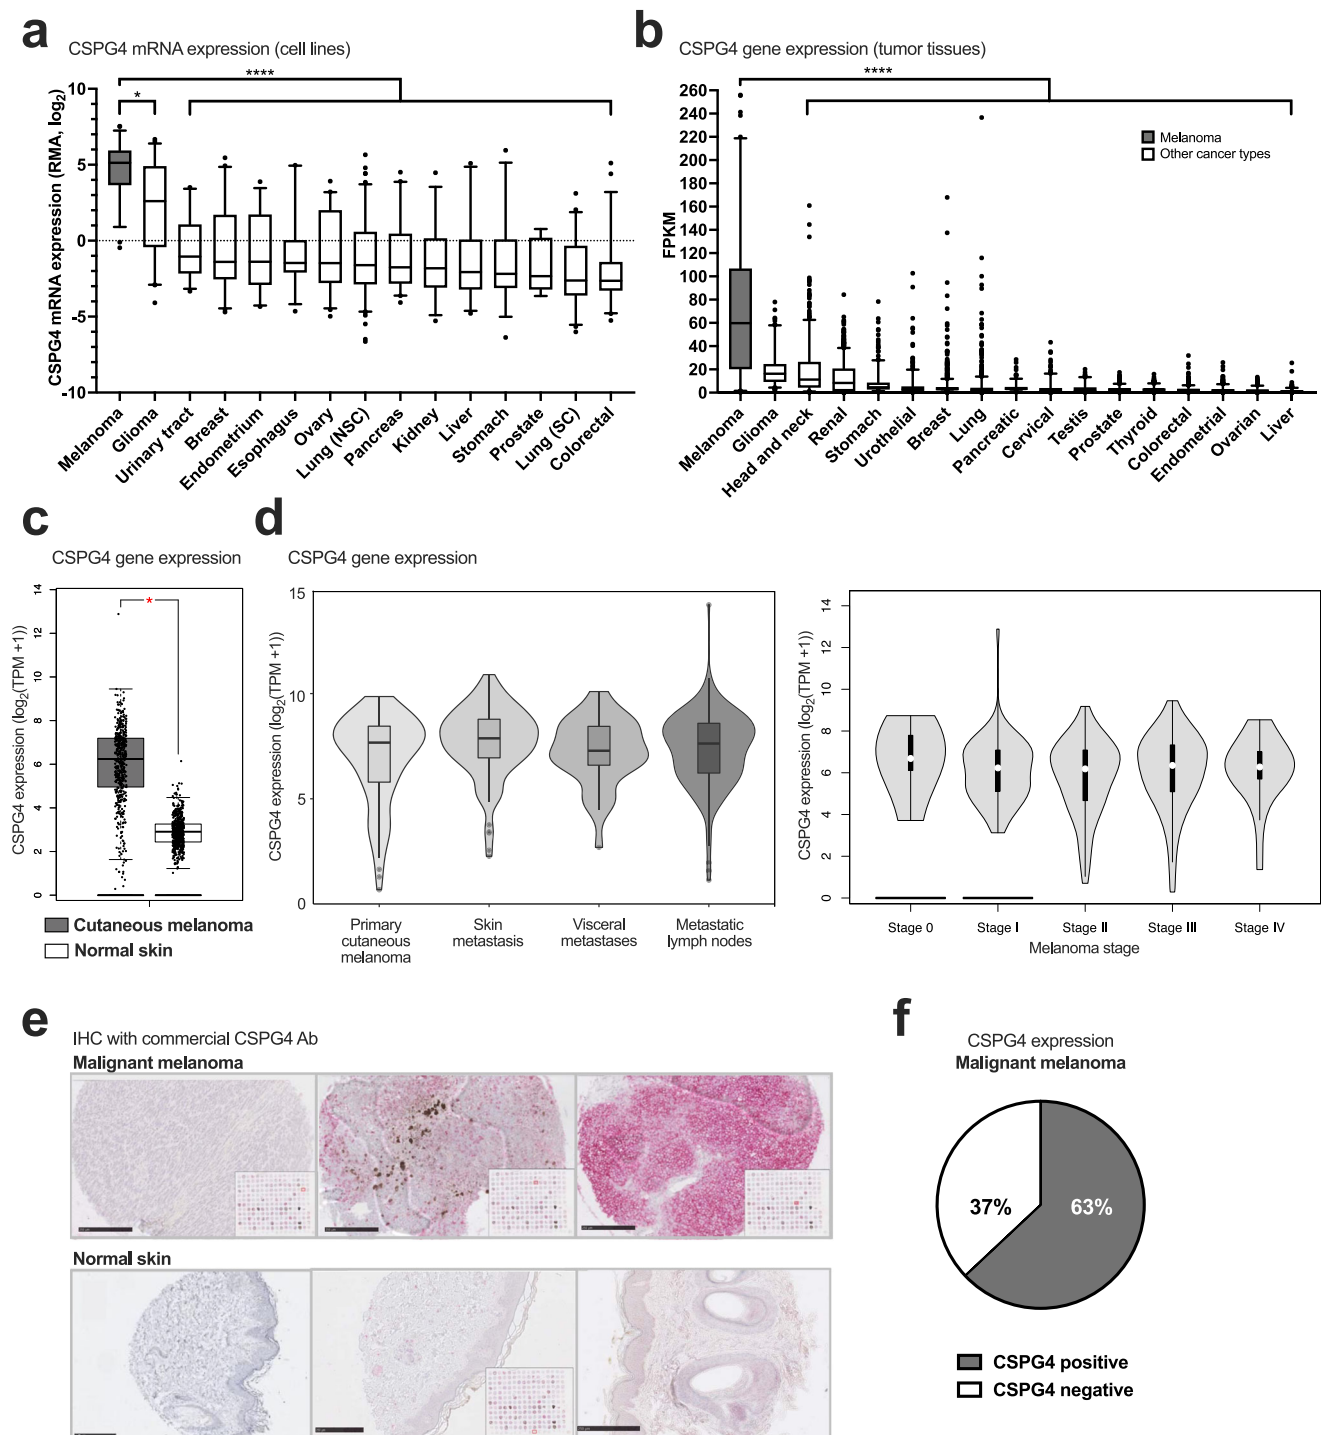 a
CSPG4 mRNA expression (cell lines)
****
*
CSPG4 mRNA expression (RMA, log2)
10
5
0
-5
-10
Melanoma
Glioma
Urinary tract
Breast
Endometrium
Esophagus
Ovary
Lung (NSC)
Pancreas
Kidney
Liver
Stomach
Prostate
Lung (SC)
Colorectal
b
CSPG4 gene expression (tumor tissues)
****
FPKM
260
240
220
200
180
160
140
120
100
80
60
40
20
0
Melanoma
Other cancer types
Melanoma
Glioma
Head and neck
Renal
Stomach
Urothelial
Breast
Lung
Pancreatic
Cervical
Testis
Prostate
Thyroid
Colorectal
Endometrial
Ovarian
Liver
c
CSPG4 gene expression
*
CSPG4 expression (log2(TPM +1))
14
12
10
8
6
4
2
0
Cutaneous melanoma
Normal skin
d
CSPG4 gene expression
CSPG4 expression (log2(TPM +1))
15
10
5
0
Primary
cutaneous
melanoma
Skin
metastasis
Visceral
metastases
Metastatic
lymph nodes
CSPG4 expression (log2(TPM +1))
14
12
10
8
6
4
2
0
Stage 0
Stage I
Stage II
Stage III
Stage IV
Melanoma stage
e
IHC with commercial CSPG4 Ab
Malignant melanoma
Normal skin
f
CSPG4 expression
Malignant melanoma
37%
63%
CSPG4 positive
CSPG4 negative